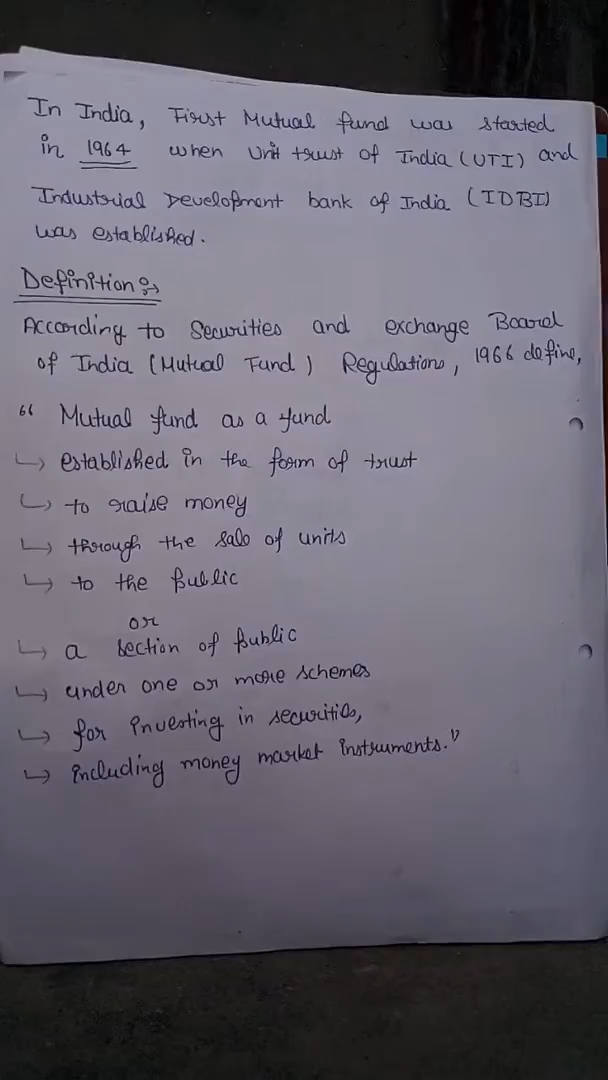 In India, First Mutual fund was started
in 1964 when Unit trust of India (UTI) and
Industrial Development bank of India (IDBI)
was established.
Definition :→
According to Securities and exchange Board
of India (Mutual Fund) Regulations, 1966 define,
“ Mutual fund as a fund
↳ established in the form of trust
↳ to raise money
↳ through the sale of units
↳ to the public
or
↳ a section of public
↳ under one or more schemes
↳ for investing in securities,
↳ including money market instruments.”